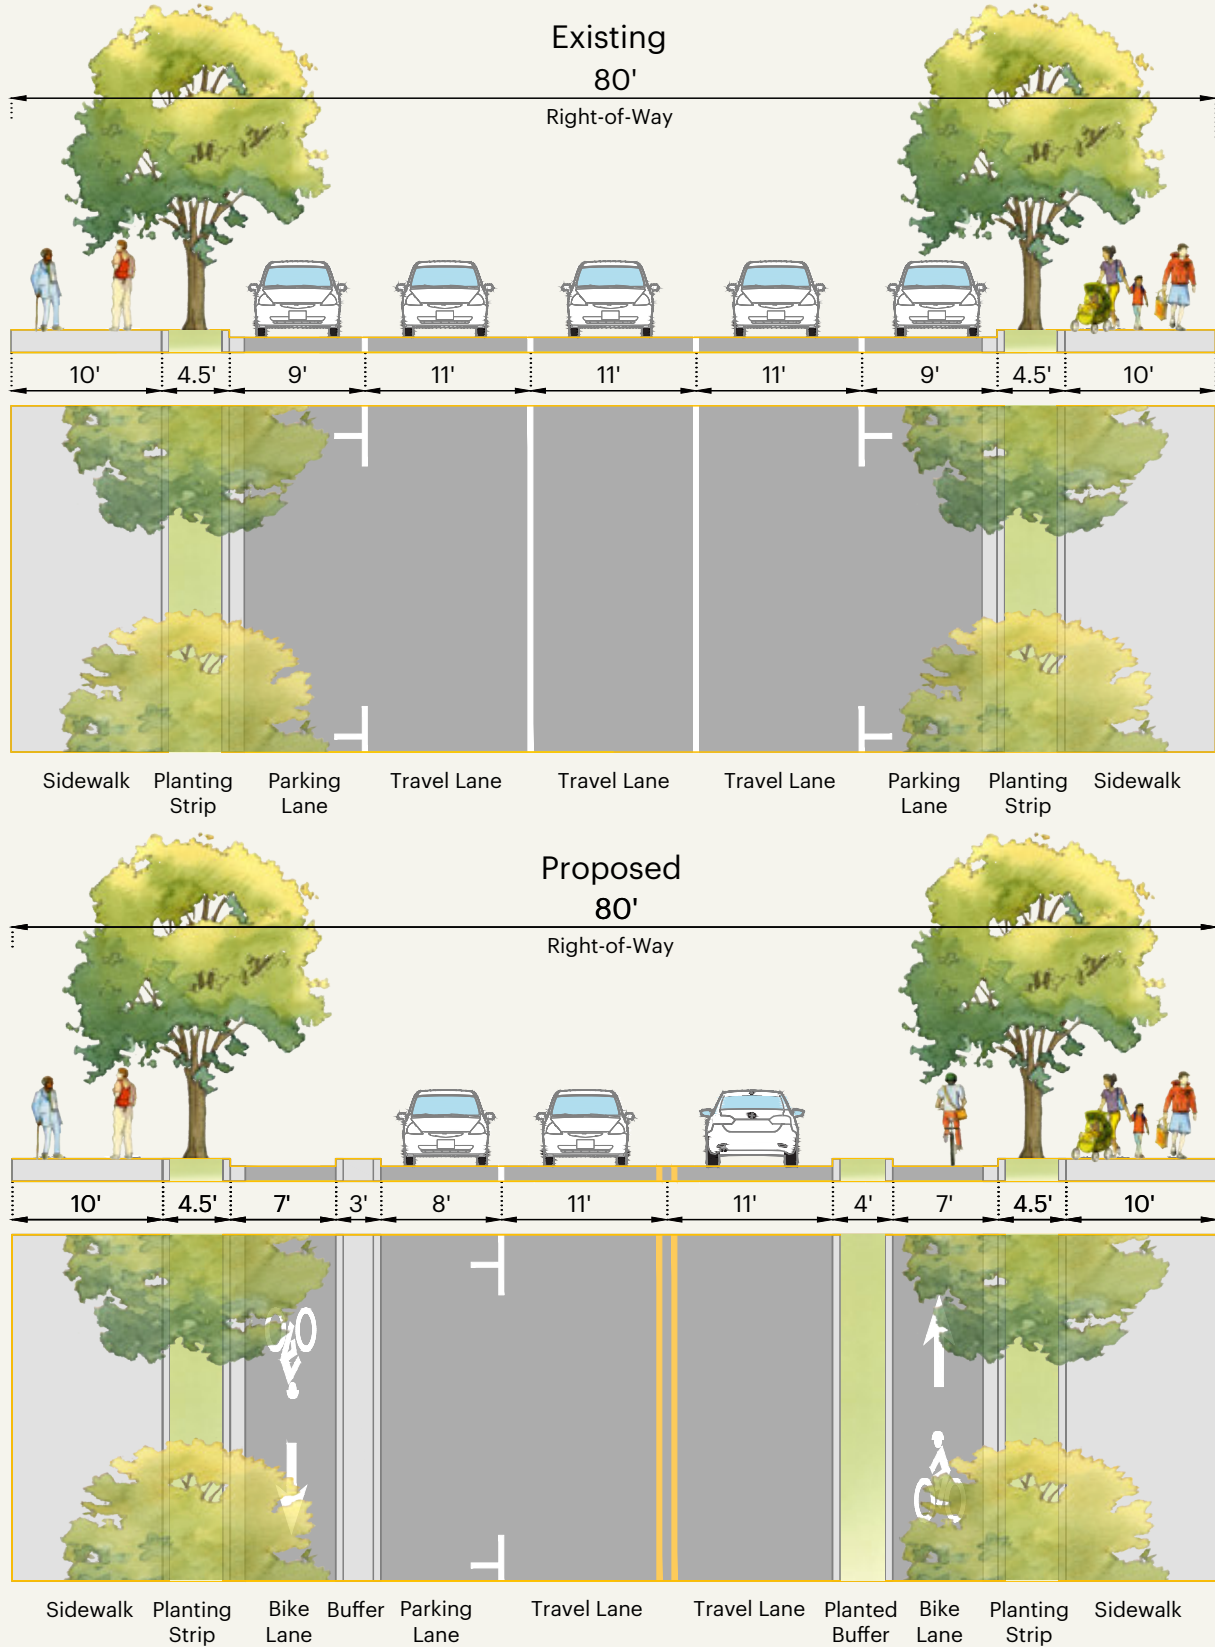 Existing
80'
Right-of-Way
10' 4.5' 9' 11' 11' 11' 9' 4.5' 10'
Sidewalk Planting Parking Travel Lane Travel Lane Travel Lane Parking Planting Sidewalk
Strip Lane Lane Strip
Proposed
80'
Right-of-Way
10' 4.5' 7' 3' 8' 11' 11' 4' 7' 4.5' 10'
Sidewalk Planting Bike Buffer Parking Travel Lane Travel Lane Planted Bike Planting Sidewalk
Strip Lane Lane Buffer Lane Strip